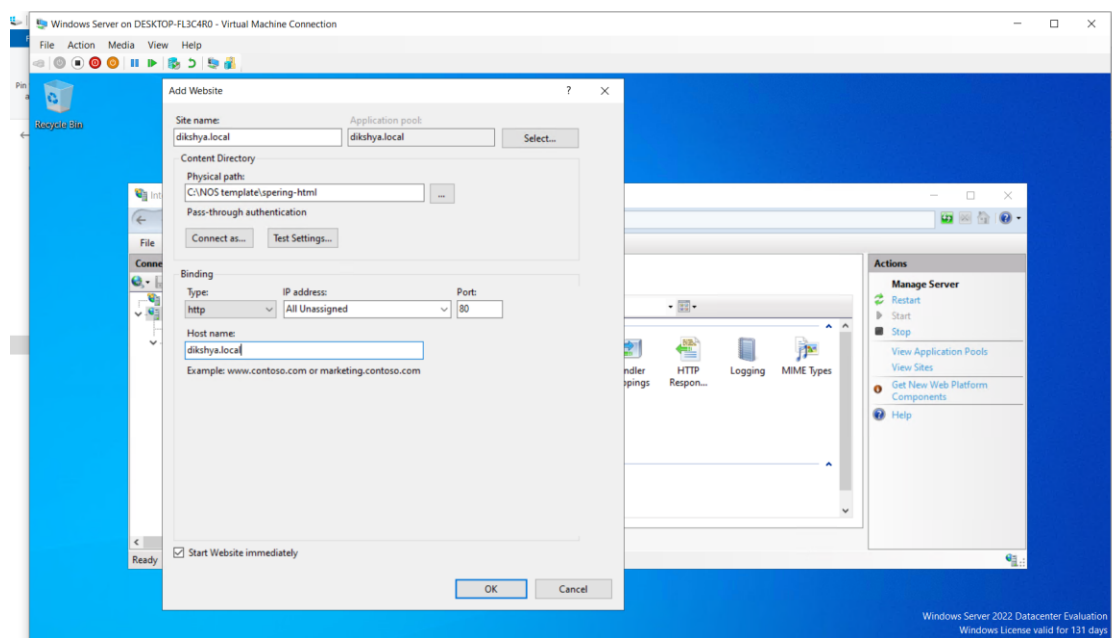 Windows Server on DESKTOP-FL3C4R0 - Virtual Machine Connection
File Action Media View Help
Pin
Recycle Bin
Add Website
?
Site name:
Application pool:
dikshya.local
dikshya.local
Select...
Content Directory
Physical path:
C:\NOS template\spering-html
...
Pass-through authentication
Connect as...
Test Settings...
Binding
Type:
IP address:
Port:
http
All Unassigned
80
Host name:
dikshya.local
Example: www.contoso.com or marketing.contoso.com
Start Website immediately
OK
Cancel
Int
File
Conne
Ready
ndler
ppings
HTTP
Respon...
Logging
MIME Types
Actions
Manage Server
Restart
Start
Stop
View Application Pools
View Sites
Get New Web Platform
Components
Help
Windows Server 2022 Datacenter Evaluation
Windows License valid for 131 days